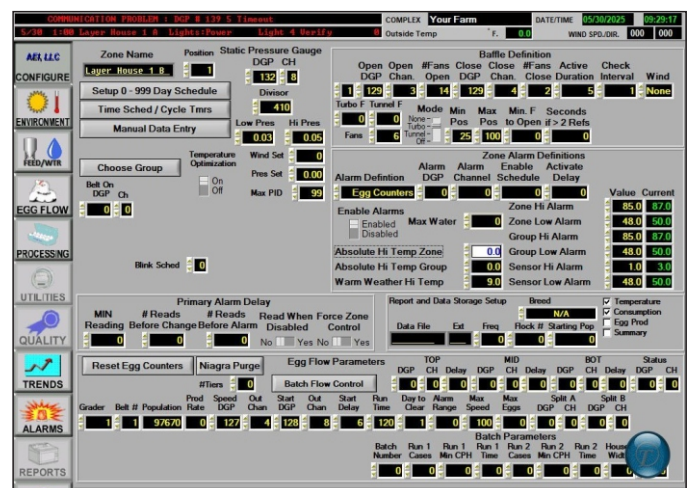 COMMUNICATION PROBLEM : DGP # 139 5 Timeout
5/30 1:00 Layer House 1 A Lights:Power Light 4 Verify 0
COMPLEX Your Farm DATE/TIME 05/30/2025 09:29:17
Outside Temp °F. 0.0 WIND SPD./DIR. 000 000
AEI, LLC
CONFIGURE
ENVIRONMENT
FEED/WTR
EGG FLOW
PROCESSING
UTILITIES
QUALITY
TRENDS
ALARMS
REPORTS
Zone Name Position Static Pressure Gauge
DGP CH
Layer House 1 B 1 132 8
Setup 0 - 999 Day Schedule Divisor
Time Sched / Cycle Tmrs 410
Manual Data Entry Low Pres Hi Pres
0.03 0.05
Temperature Optimization Wind Set 0
Choose Group On Off Pres Set 0.00
Max PID 99
Belt On
DGP Ch
0 0
Blink Sched 0
Baffle Definition
Open Open #Fans Close Close #Fans Active Check
DGP Chan. Open DGP Chan. Close Duration Interval Wind
1 129 3 14 129 4 2 5 1 None
Turbo F Tunnel F Mode Min Max Min. F Seconds
Pos Pos to Open if > 2 Refs
0 0 None- Turbo- Tunnel- Off-
Fans 6 25 100 0 0
Zone Alarm Definitions
Alarm Alarm Enable Activate
Alarm Defintion DGP Channel Schedule Delay
Egg Counters 0 0 0 0 Value Current
Enable Alarms Zone Hi Alarm 85.0 87.0
Enabled Disabled Max Water 0 Zone Low Alarm 48.0 50.0
Group Hi Alarm 85.0 87.0
Absolute Hi Temp Zone 0.0 Group Low Alarm 48.0 50.0
Absolute Hi Temp Group 0.0 Sensor Hi Alarm 1.0 3.0
Warm Weather Hi Temp 9.0 Sensor Low Alarm 48.0 50.0
Primary Alarm Delay
MIN # Reads # Reads Read When Force Zone
Reading Before Change Before Alarm Disabled Control
0 0 0 No Yes No Yes
Report and Data Storage Setup Breed
N/A
Data File Ext Freq Flock # Starting Pop
0 0 0
Temperature
Consumption
Egg Prod
Summary
Reset Egg Counters Niagra Purge Egg Flow Parameters TOP MID BOT Status
DGP CH Delay DGP CH Delay DGP CH Delay DGP CH
#Tiers 0 Batch Flow Control 0 0 0 0 0 0 0 0 0 0 0
Prod Speed Out Start Out Start Run Day to Alarm Max Max Split A Split B
Grader Belt # Population Rate DGP Chan DGP Chan Delay Time Clear Range Speed Eggs DGP CH DGP CH
1 1 97670 0 127 4 128 8 6 120 1 0 100 0 0 0 0 0
Batch Parameters
Batch Run 1 Run 1 Run 1 Run 2 Run 2 Run 2 House
Number Cases Min CPH Time Cases Min CPH Time
0 0 0 0 0 0 0